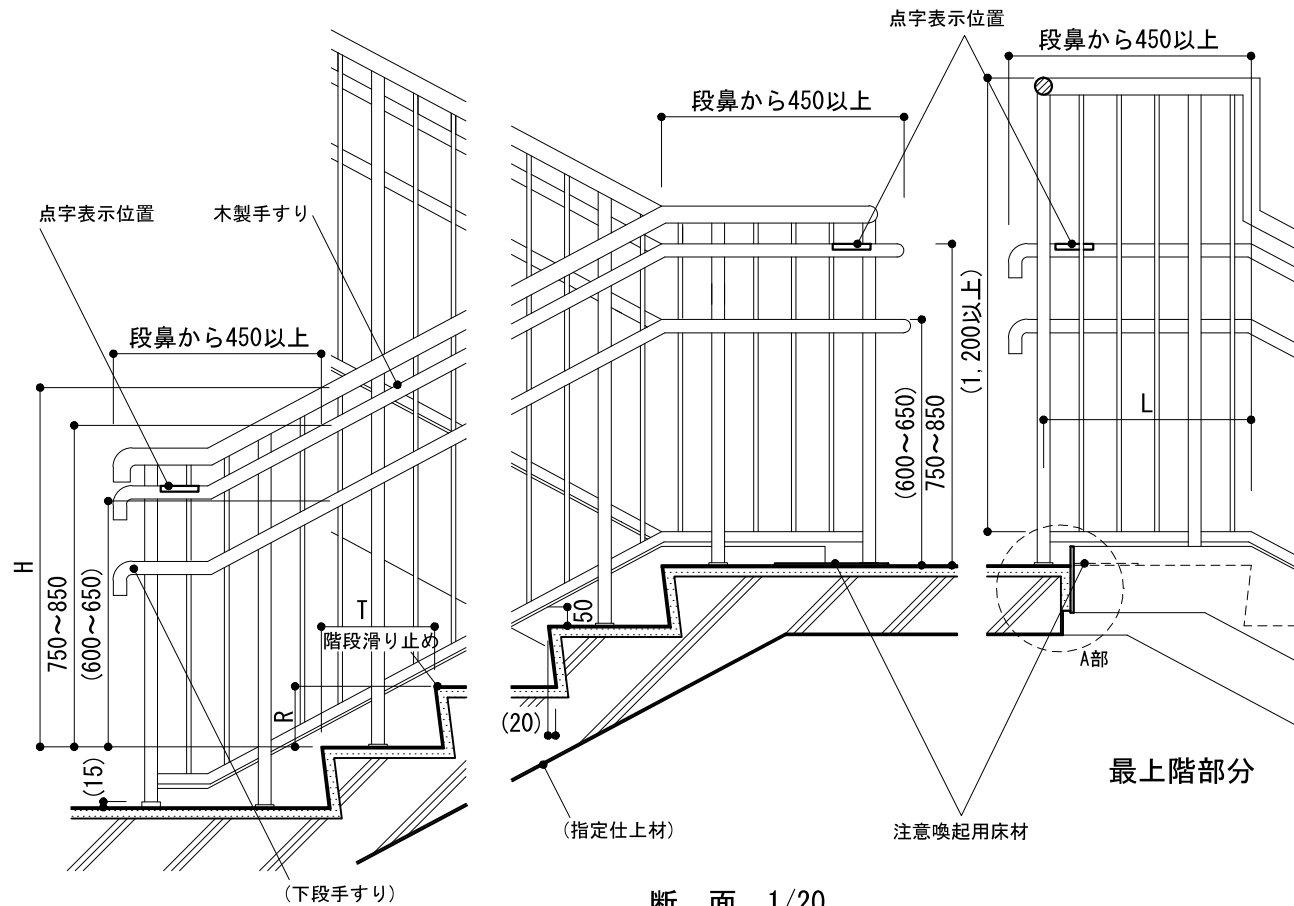 点字表示位置
段鼻から450以上
段鼻から450以上
点字表示位置
木製手すり
段鼻から450以上
(1,200以上)
L
(600～650)
750～850
H
750～850
(600～650)
T
階段滑り止め
R
50
(20)
(15)
A部
最上階部分
(指定仕上材)
注意喚起用床材
(下段手すり)
断 面 1/20